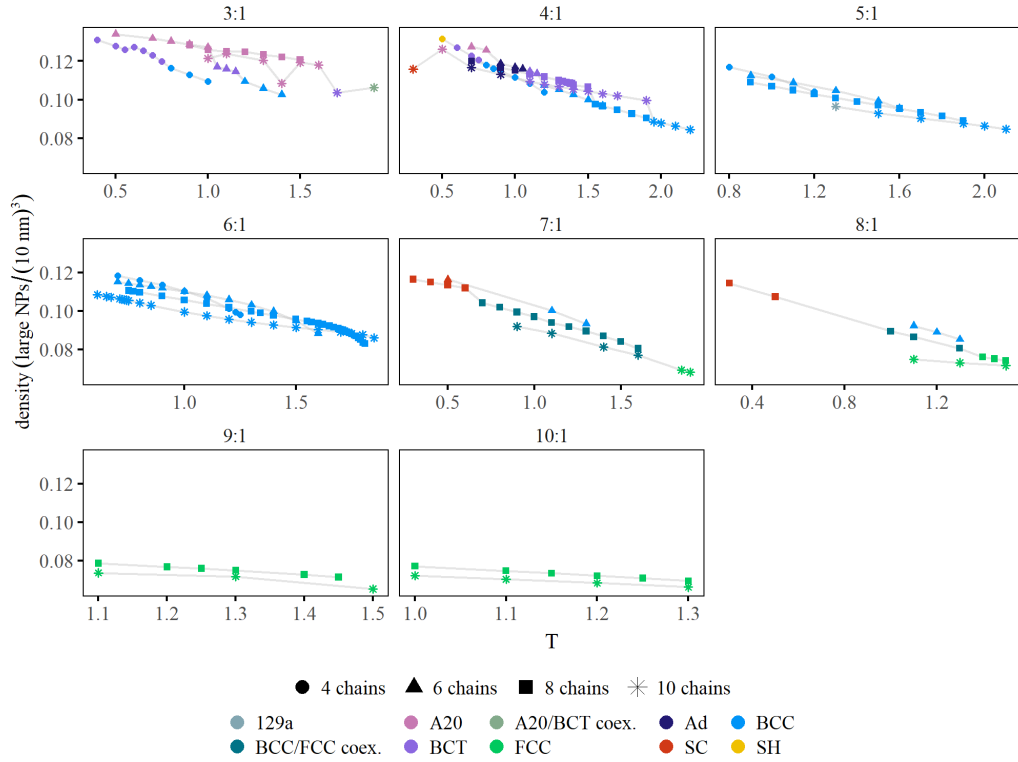 3:1 4:1 5:1
0.12
0.10
0.08
0.5 1.0 1.5 0.5 1.0 1.5 2.0 0.8 1.2 1.6 2.0
6:1 7:1 8:1
0.12
0.10
0.08
1.0 1.5 0.5 1.0 1.5 0.4 0.8 1.2
9:1 10:1
0.12
0.10
0.08
1.1 1.2 1.3 1.4 1.5 1.0 1.1 1.2 1.3
density (large NPs/(10 nm)³)
T
4 chains 6 chains 8 chains 10 chains
129a A20 A20/BCT coex. Ad BCC
BCC/FCC coex. BCT FCC SC SH